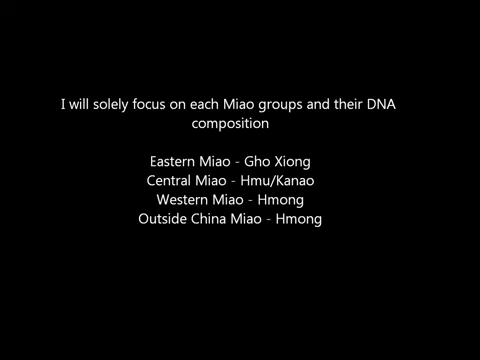 I will solely focus on each Miao groups and their DNA
composition
Eastern Miao - Gho Xiong
Central Miao - Hmu/Kanao
Western Miao - Hmong
Outside China Miao - Hmong